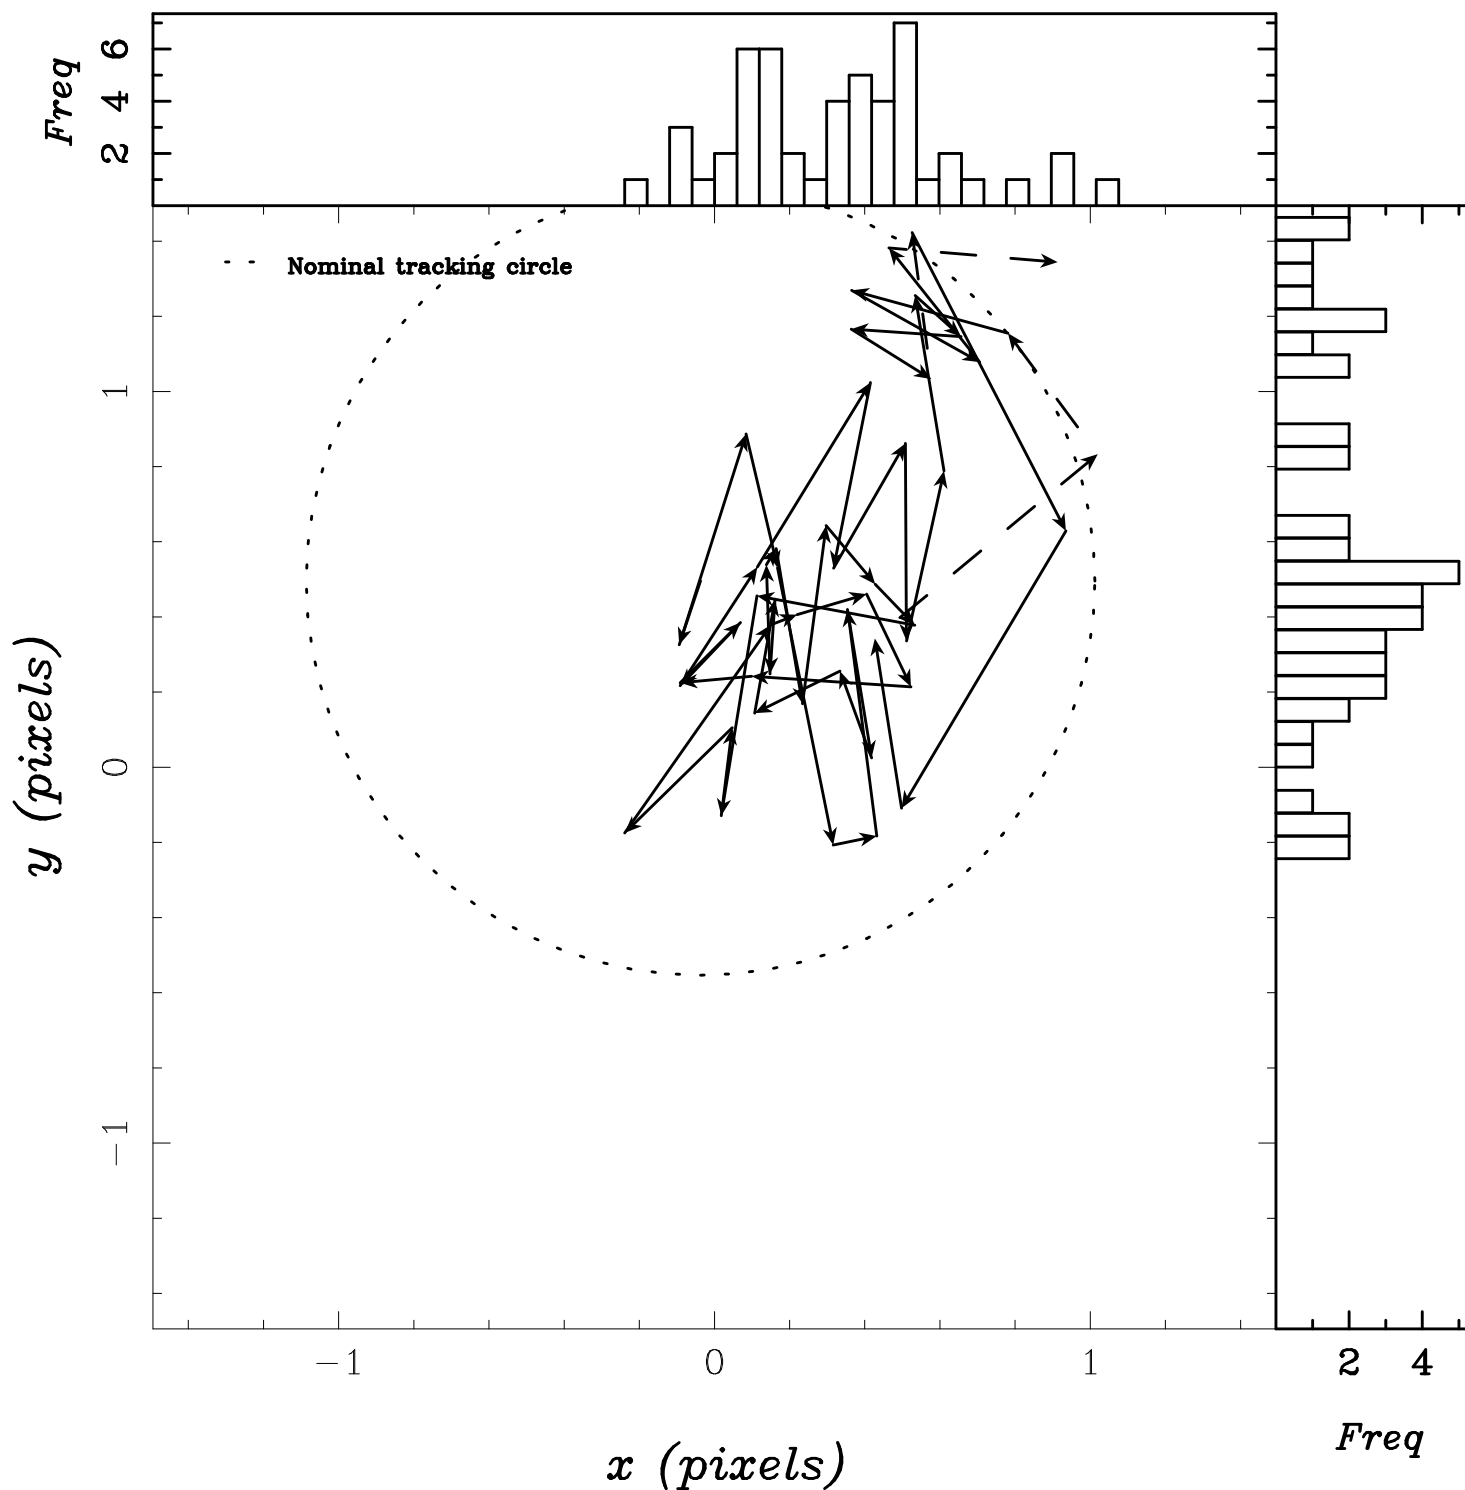 Freq
6
4
2
Nominal tracking circle
y (pixels)
1
0
−1
−1 0 1
2 4
x (pixels)
Freq